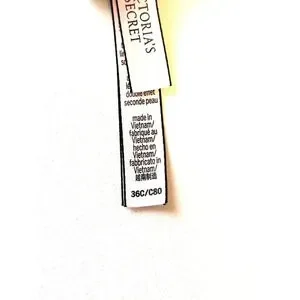 CTORIA'S
SECRET
double effet
seconde peau
made in
Vietnam/
fabriqué au
Vietnam/
hecho en
Vietnam/
fabbricato in
Vietnam/
越南制造
36C/C80